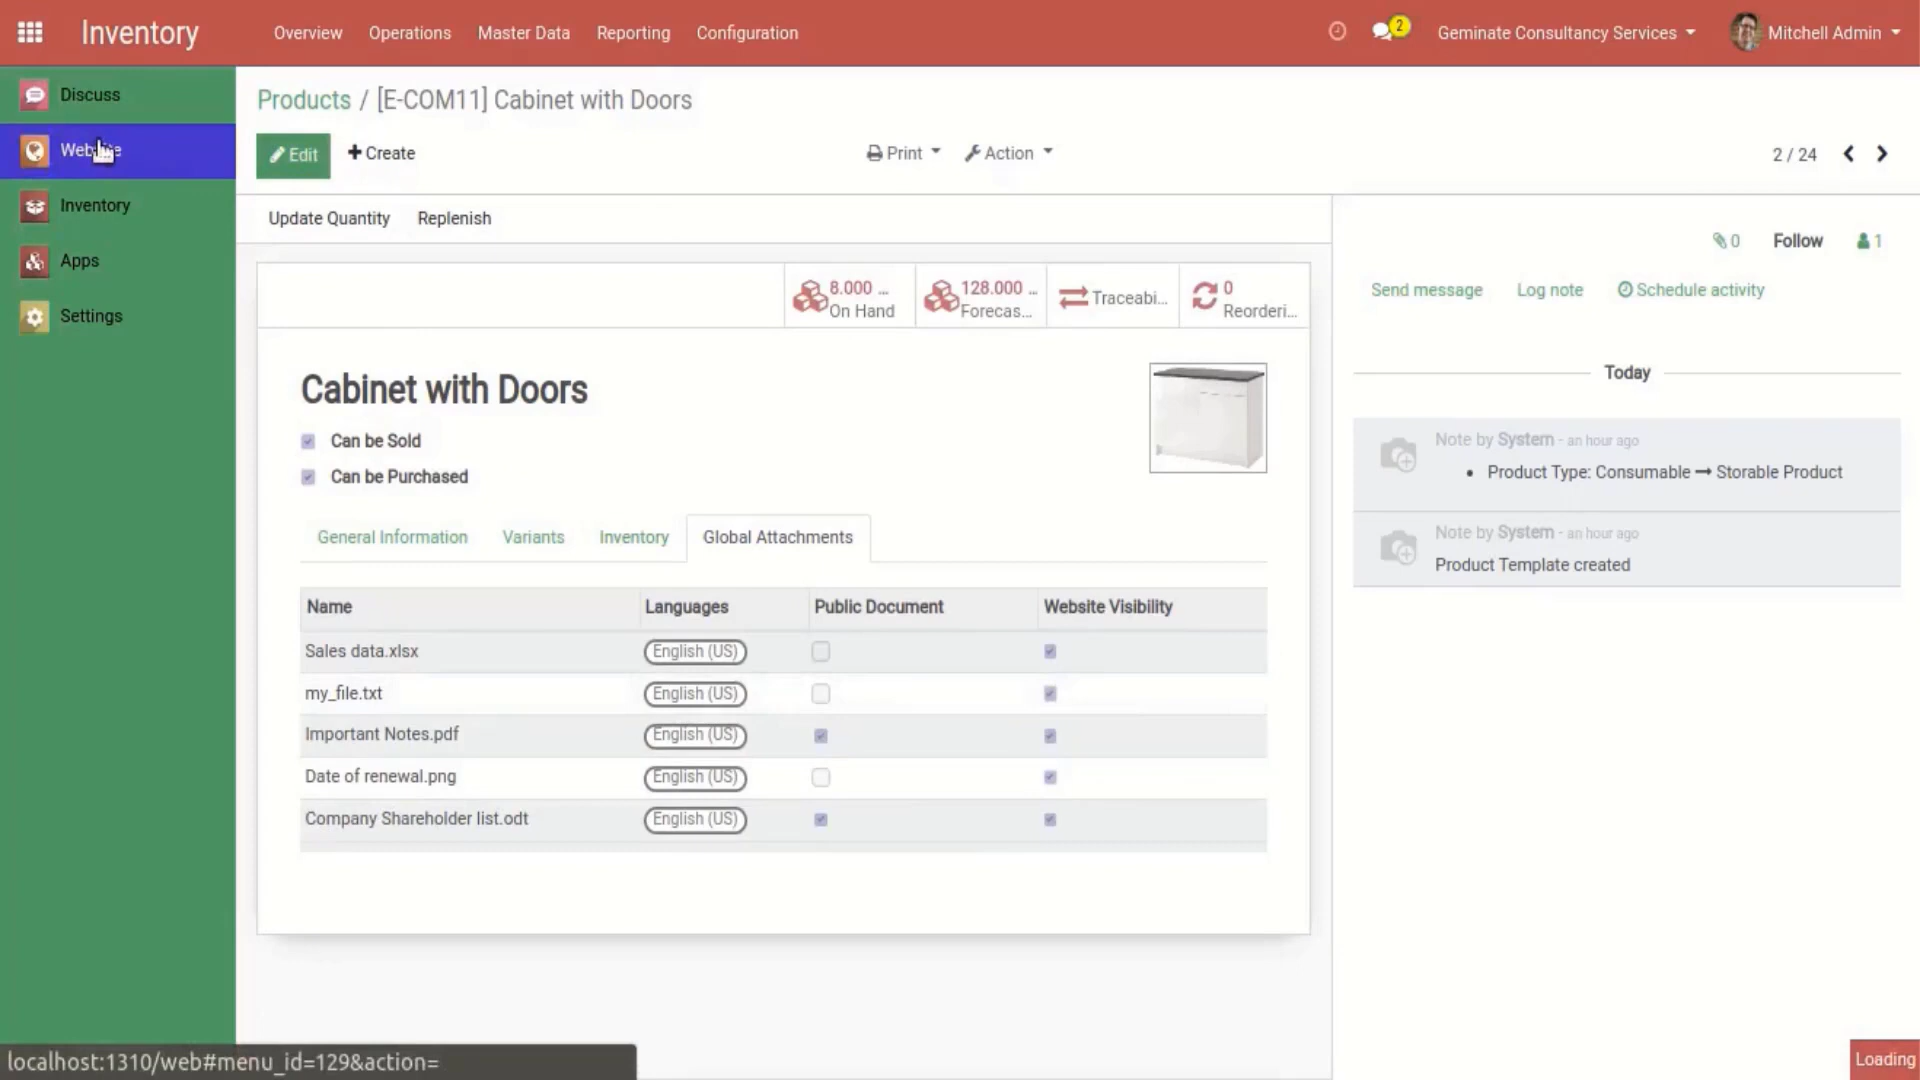 Inventory
Overview Operations Master Data Reporting Configuration
2
Geminate Consultancy Services
Mitchell Admin
Discuss
Inventory
Apps
Settings
Products / [E-COM11] Cabinet with Doors
Edit
Create
Print
Action
2 / 24
Update Quantity Replenish
0 Follow 1
Send message Log note Schedule activity
8.000 ...
On Hand
128.000 ...
Forecas...
Traceabi...
0
Reorderi...
Cabinet with Doors
Can be Sold
Can be Purchased
General Information Variants Inventory Global Attachments
Name Languages Public Document Website Visibility
Sales data.xlsx English (US)
my_file.txt English (US)
Important Notes.pdf English (US)
Date of renewal.png English (US)
Company Shareholder list.odt English (US)
Today
Note by System - an hour ago
• Product Type: Consumable → Storable Product
Note by System - an hour ago
Product Template created
localhost:1310/web#menu_id=129&action=
Loading